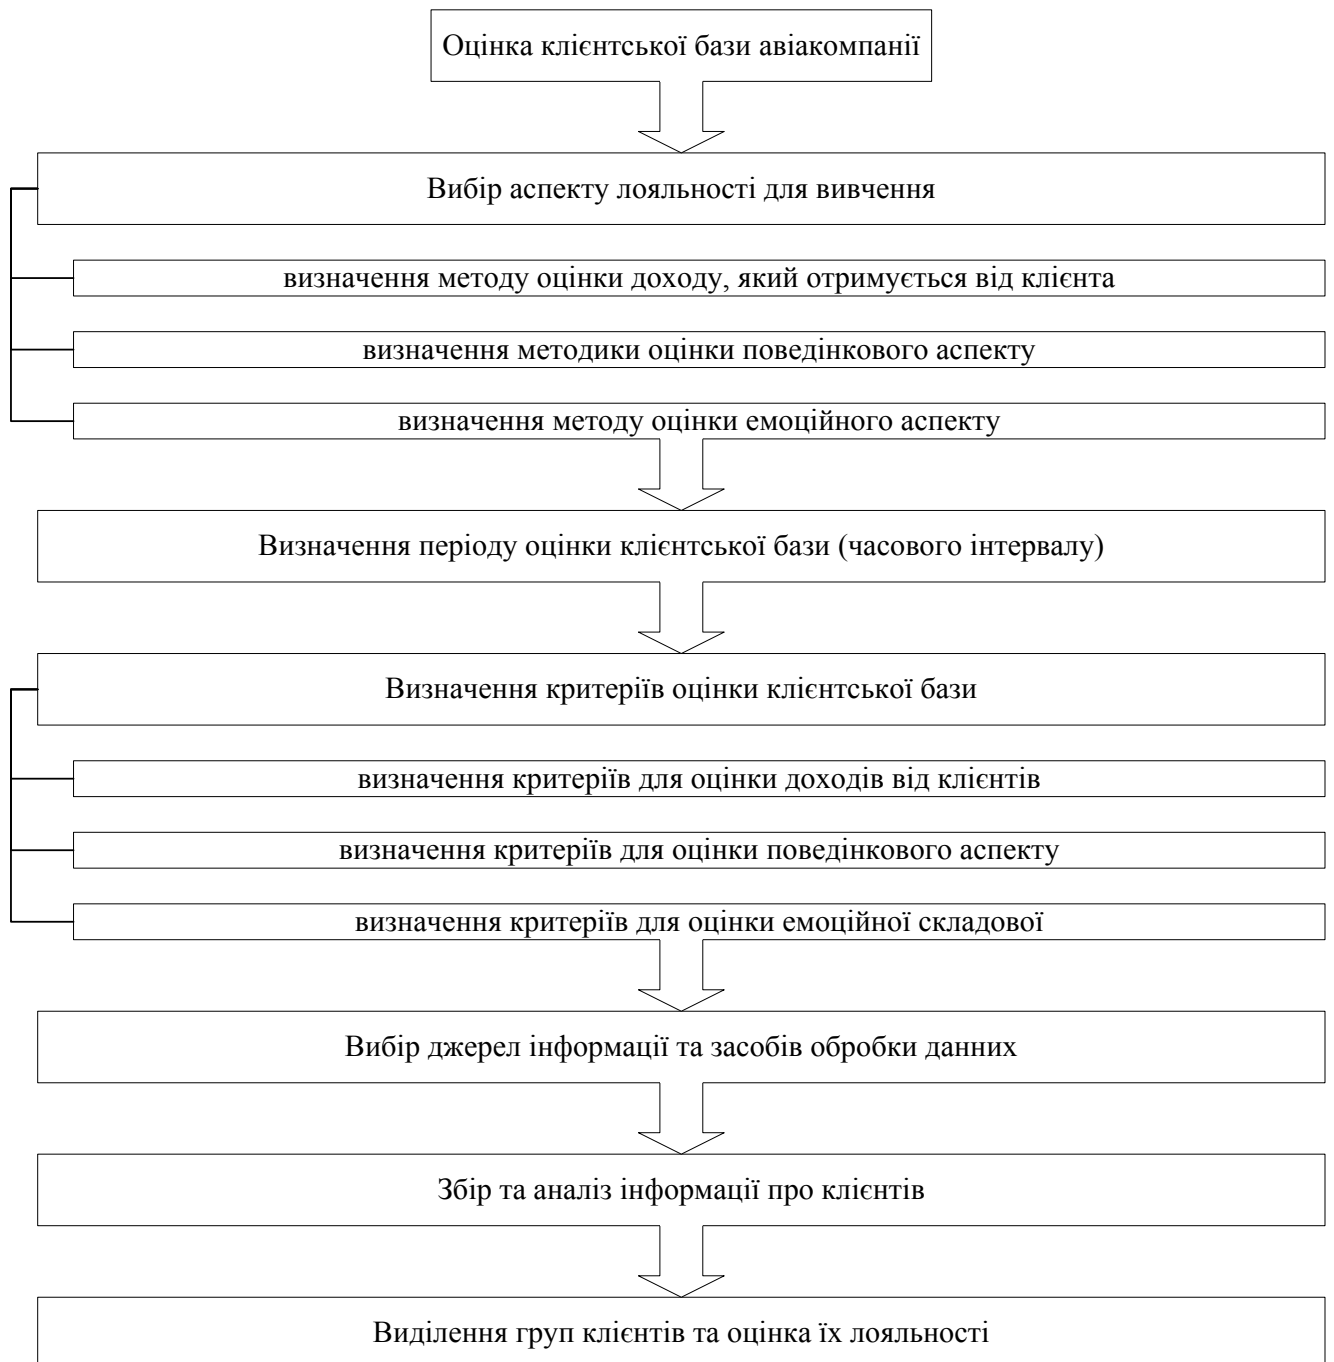 Оцінка клієнтської бази авіакомпанії
Вибір аспекту лояльності для вивчення
визначення методу оцінки доходу, який отримується від клієнта
визначення методики оцінки поведінкового аспекту
визначення методу оцінки емоційного аспекту
Визначення періоду оцінки клієнтської бази (часового інтервалу)
Визначення критеріїв оцінки клієнтської бази
визначення критеріїв для оцінки доходів від клієнтів
визначення критеріїв для оцінки поведінкового аспекту
визначення критеріїв для оцінки емоційної складової
Вибір джерел інформації та засобів обробки данних
Збір та аналіз інформації про клієнтів
Виділення груп клієнтів та оцінка їх лояльності